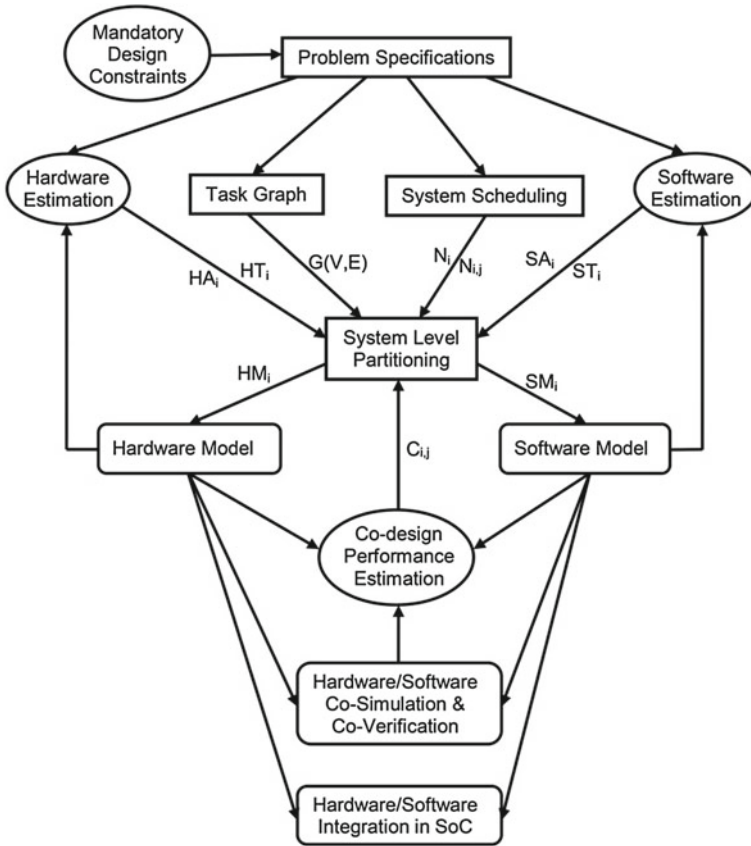 Mandatory
Design
Constraints
Problem Specifications
Hardware
Estimation
Task Graph
System Scheduling
Software
Estimation
HAi
HTi
G(V,E)
Ni
Ni,j
SAi
STi
System Level
Partitioning
HMi
SMi
Hardware Model
Ci,j
Software Model
Co-design
Performance
Estimation
Hardware/Software
Co-Simulation &
Co-Verification
Hardware/Software
Integration in SoC